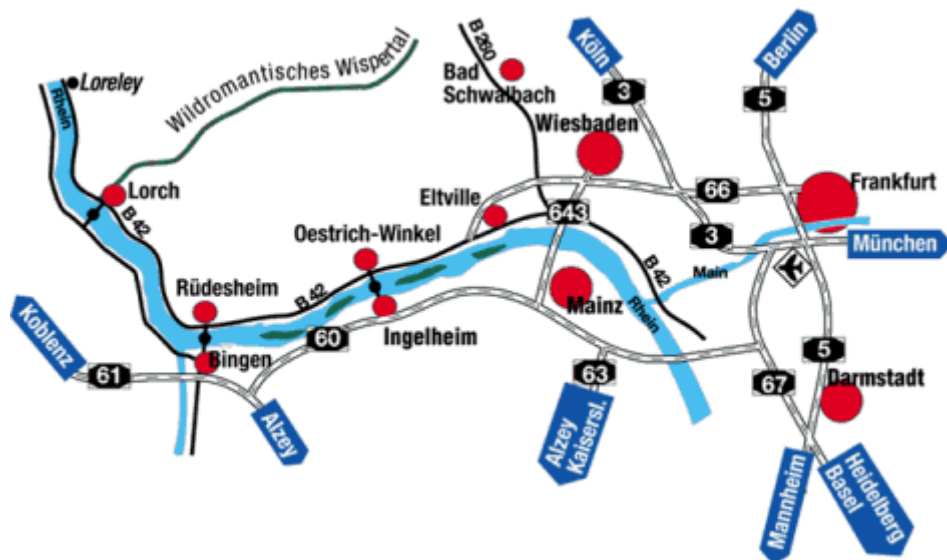 B 260
Köln
Berlin
Loreley
Wildromantisches Wispertal
Bad
Schwalbach
3
5
Rhein
Wiesbaden
Lorch
B 42
Eltville
66
Frankfurt
643
Oestrich-Winkel
3
München
Main
B 42
Rüdesheim
B 42
Mainz
Rhein
Koblenz
60
Ingelheim
Bingen
5
61
63
67
Darmstadt
Alzey
Alzey
Kaisersl.
Mannheim
Heidelberg
Basel